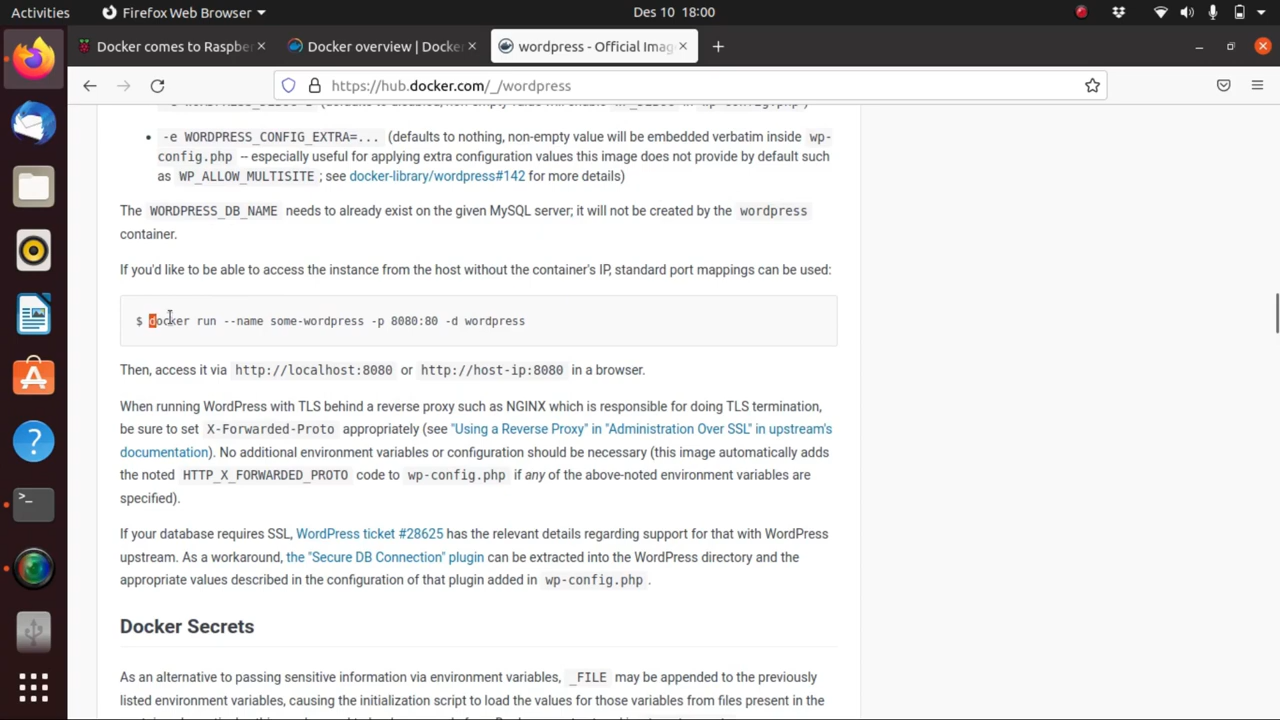 Activities
Firefox Web Browser
Des 10 18:00
Docker comes to Raspbe
Docker overview | Docke
wordpress - Official Imag
https://hub.docker.com/_/wordpress
-e WORDPRESS_CONFIG_EXTRA=... (defaults to nothing, non-empty value will be embedded verbatim inside wp-
config.php -- especially useful for applying extra configuration values this image does not provide by default such
as WP_ALLOW_MULTISITE ; see docker-library/wordpress#142 for more details)
The WORDPRESS_DB_NAME needs to already exist on the given MySQL server; it will not be created by the wordpress
container.
If you'd like to be able to access the instance from the host without the container's IP, standard port mappings can be used:
$ docker run --name some-wordpress -p 8080:80 -d wordpress
Then, access it via http://localhost:8080 or http://host-ip:8080 in a browser.
When running WordPress with TLS behind a reverse proxy such as NGINX which is responsible for doing TLS termination,
be sure to set X-Forwarded-Proto appropriately (see "Using a Reverse Proxy" in "Administration Over SSL" in upstream's
documentation). No additional environment variables or configuration should be necessary (this image automatically adds
the noted HTTP_X_FORWARDED_PROTO code to wp-config.php if any of the above-noted environment variables are
specified).
If your database requires SSL, WordPress ticket #28625 has the relevant details regarding support for that with WordPress
upstream. As a workaround, the "Secure DB Connection" plugin can be extracted into the WordPress directory and the
appropriate values described in the configuration of that plugin added in wp-config.php .
Docker Secrets
As an alternative to passing sensitive information via environment variables, _FILE may be appended to the previously
listed environment variables, causing the initialization script to load the values for those variables from files present in the